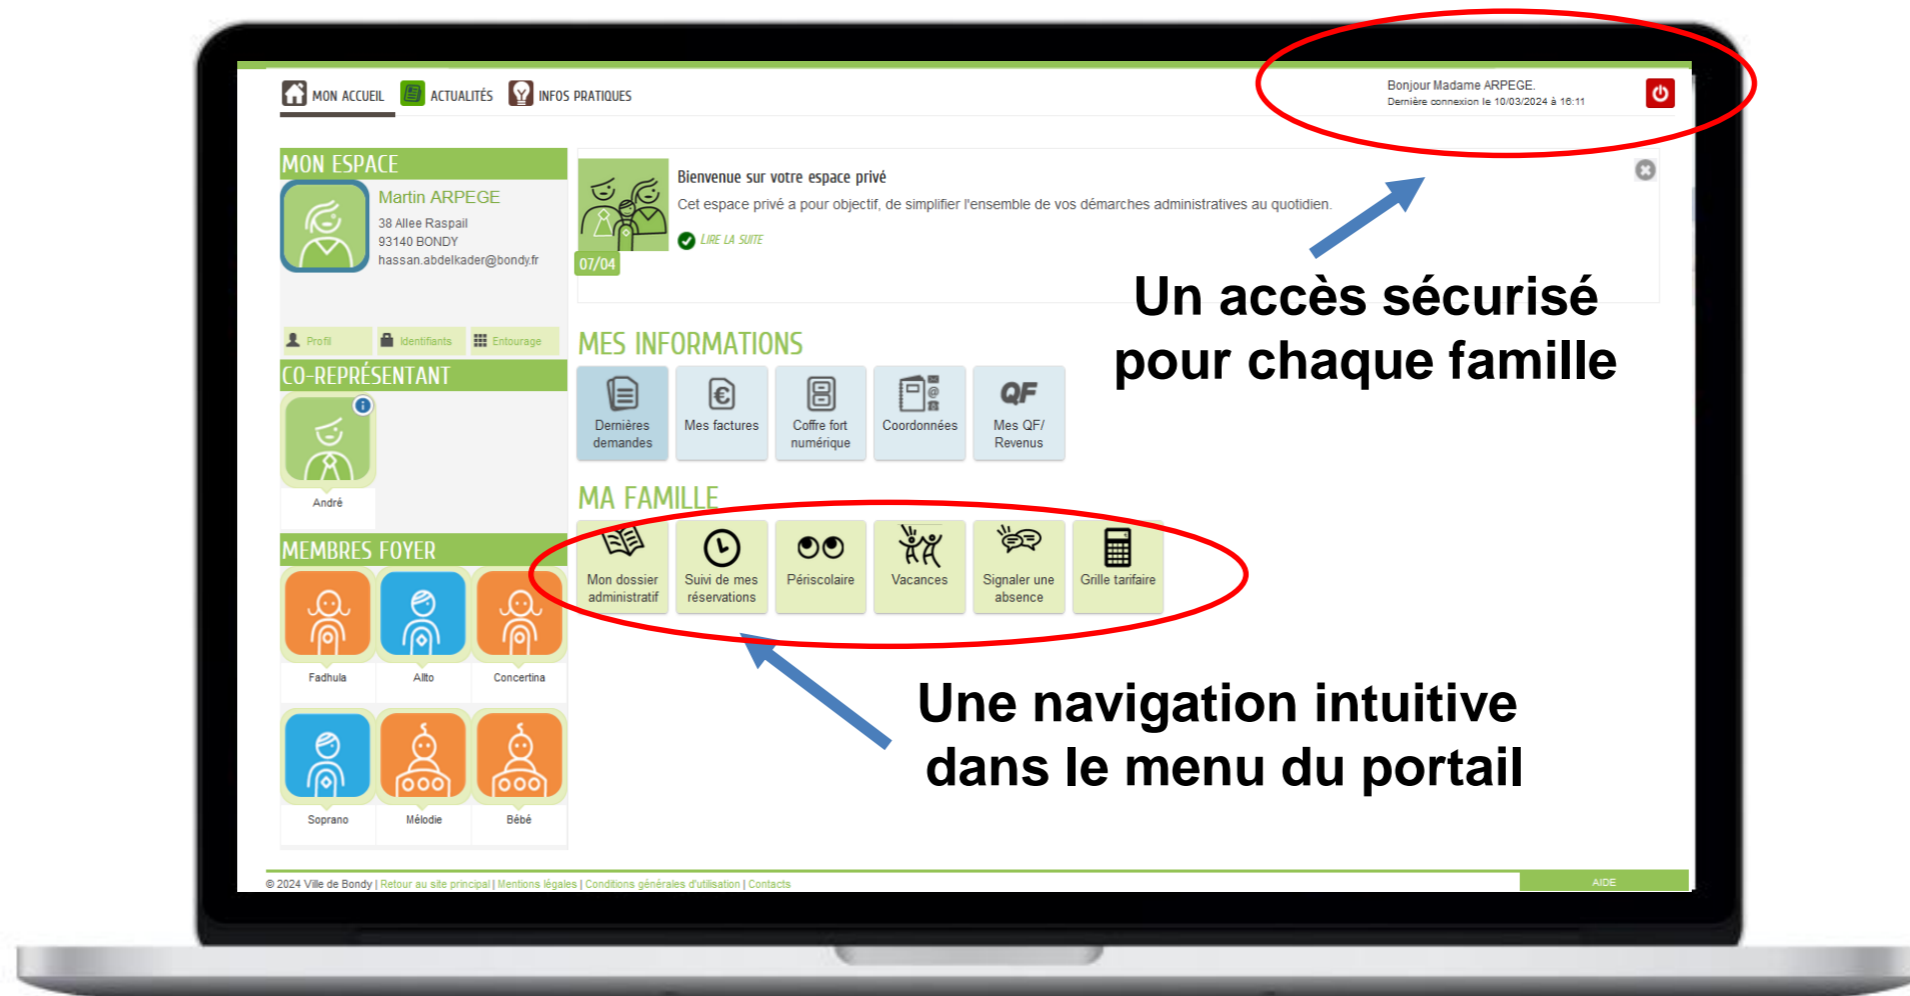 MON ACCUEIL ACTUALITÉS INFOS PRATIQUES
Bonjour Madame ARPEGE.
Dernière connexion le 10/03/2024 à 16:11
MON ESPACE
Martin ARPEGE
38 Allee Raspail
93140 BONDY
hassan.abdelkader@bondy.fr
Profil Identifiants Entourage
07/04
Bienvenue sur votre espace privé
Cet espace privé a pour objectif, de simplifier l'ensemble de vos démarches administratives au quotidien.
LIRE LA SUITE
Un accès sécurisé
pour chaque famille
CO-REPRÉSENTANT
André
MES INFORMATIONS
Dernières
demandes
€
Mes factures
Coffre fort
numérique
@
Coordonnées
QF
Mes QF/
Revenus
MA FAMILLE
Mon dossier
administratif
Suivi de mes
réservations
Périscolaire
Vacances
Signaler une
absence
Grille tarifaire
MEMBRES FOYER
Fadhula Allto Concertina
Soprano Mélodie Bébé
Une navigation intuitive
dans le menu du portail
© 2024 Ville de Bondy | Retour au site principal | Mentions légales | Conditions générales d'utilisation | Contacts
AIDE